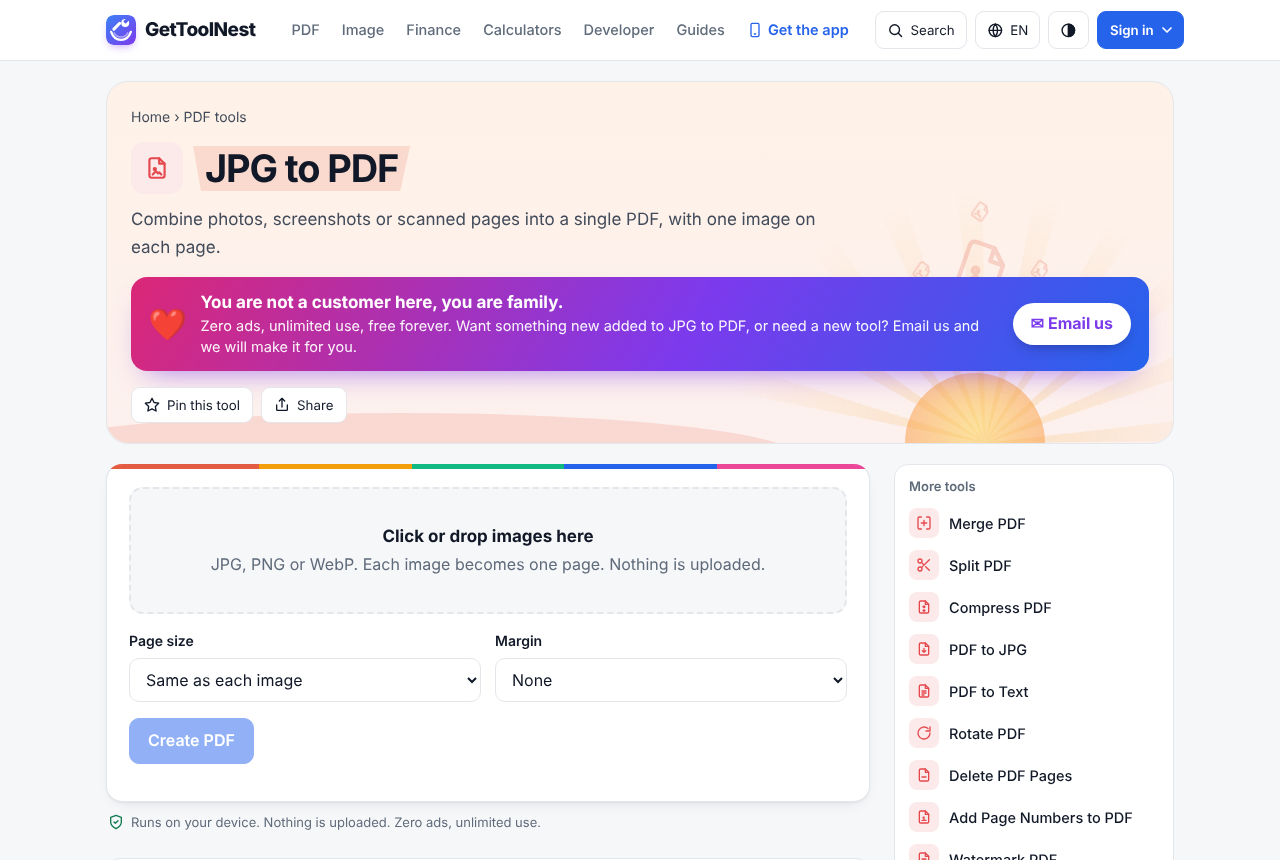 GetToolNest
PDF
Image
Finance
Calculators
Developer
Guides
Get the app
Search
EN
Sign in
Home › PDF tools
JPG to PDF
Combine photos, screenshots or scanned pages into a single PDF, with one image on
each page.
You are not a customer here, you are family.
Zero ads, unlimited use, free forever. Want something new added to JPG to PDF, or need a new tool? Email us and
we will make it for you.
✉ Email us
Pin this tool
Share
Click or drop images here
JPG, PNG or WebP. Each image becomes one page. Nothing is uploaded.
Page size
Margin
Same as each image
None
Create PDF
Runs on your device. Nothing is uploaded. Zero ads, unlimited use.
More tools
Merge PDF
Split PDF
Compress PDF
PDF to JPG
PDF to Text
Rotate PDF
Delete PDF Pages
Add Page Numbers to PDF
Watermark PDF